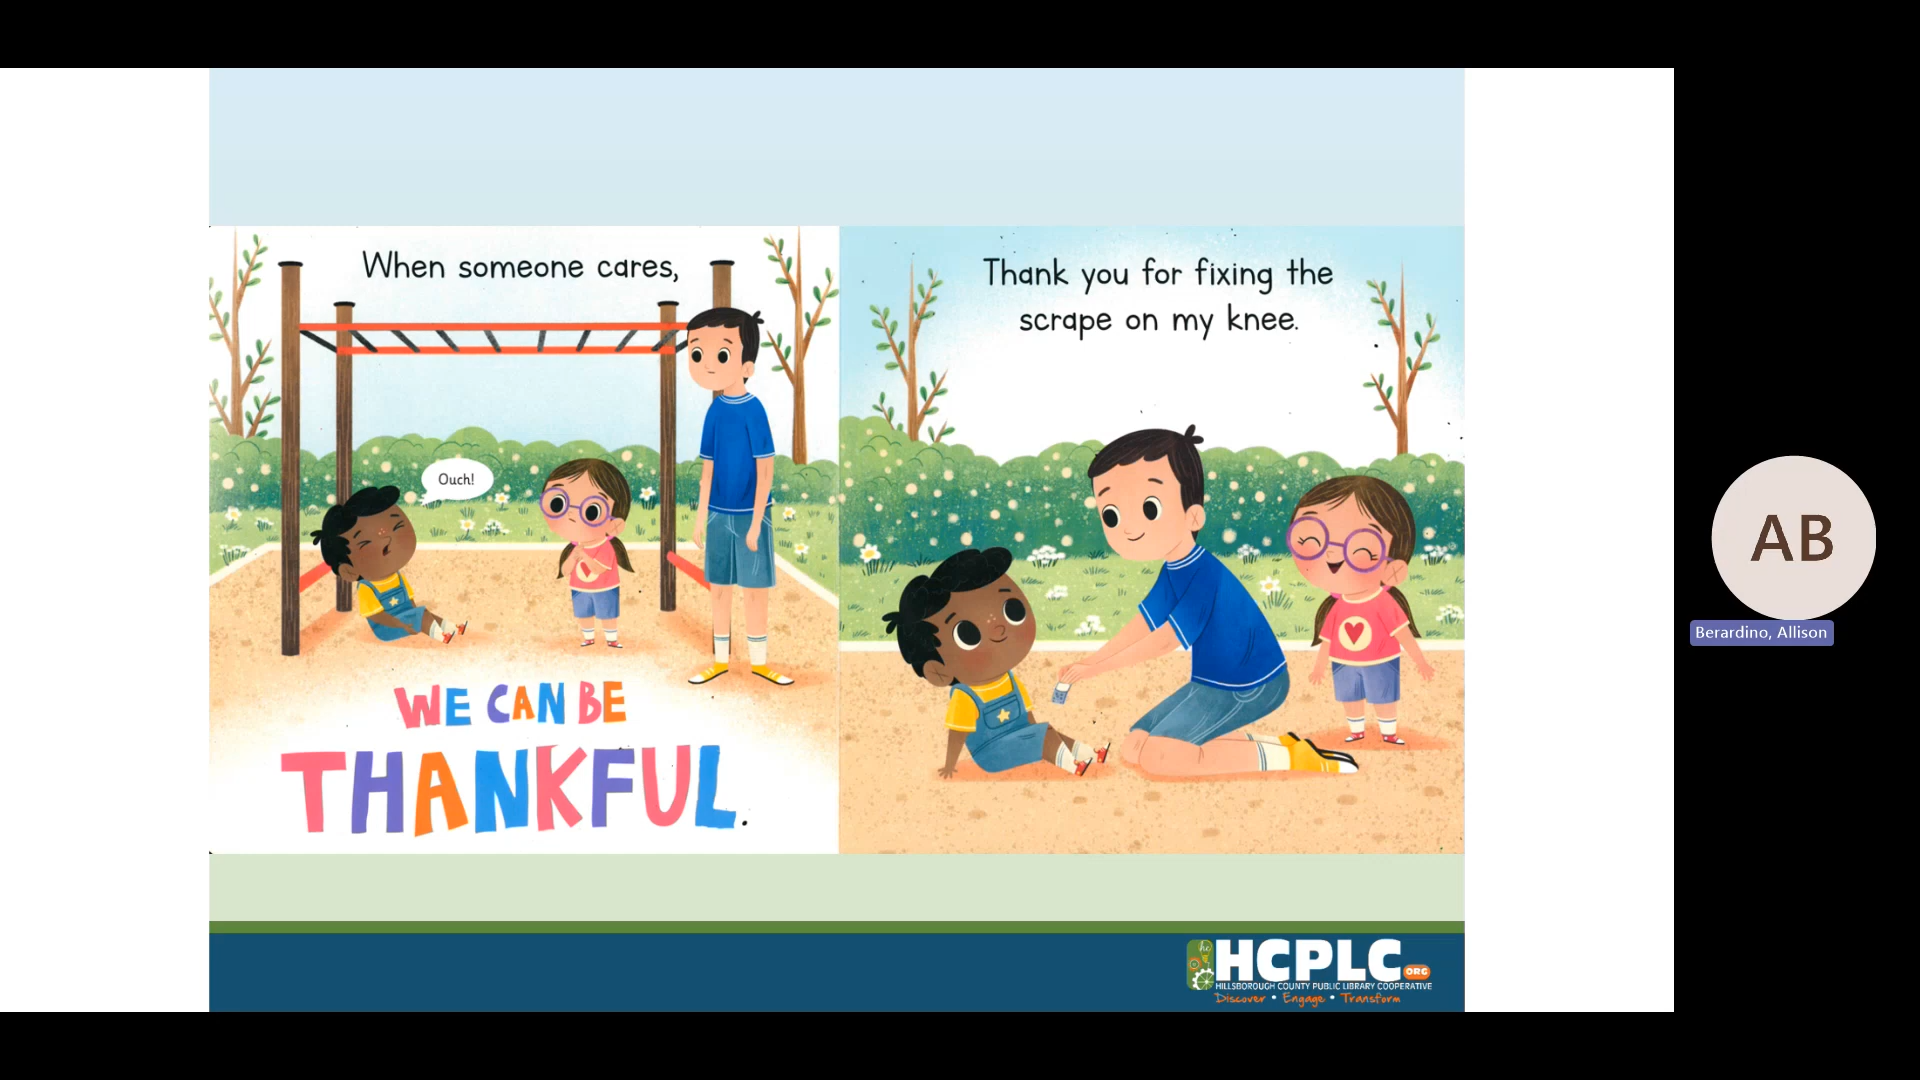 When someone cares,
Ouch!
WE CAN BE
THANKFUL.
Thank you for fixing the
scrape on my knee.
AB
Berardino, Allison
hc
HCPLC.ORG
HILLSBOROUGH COUNTY PUBLIC LIBRARY COOPERATIVE
Discover • Engage • Transform